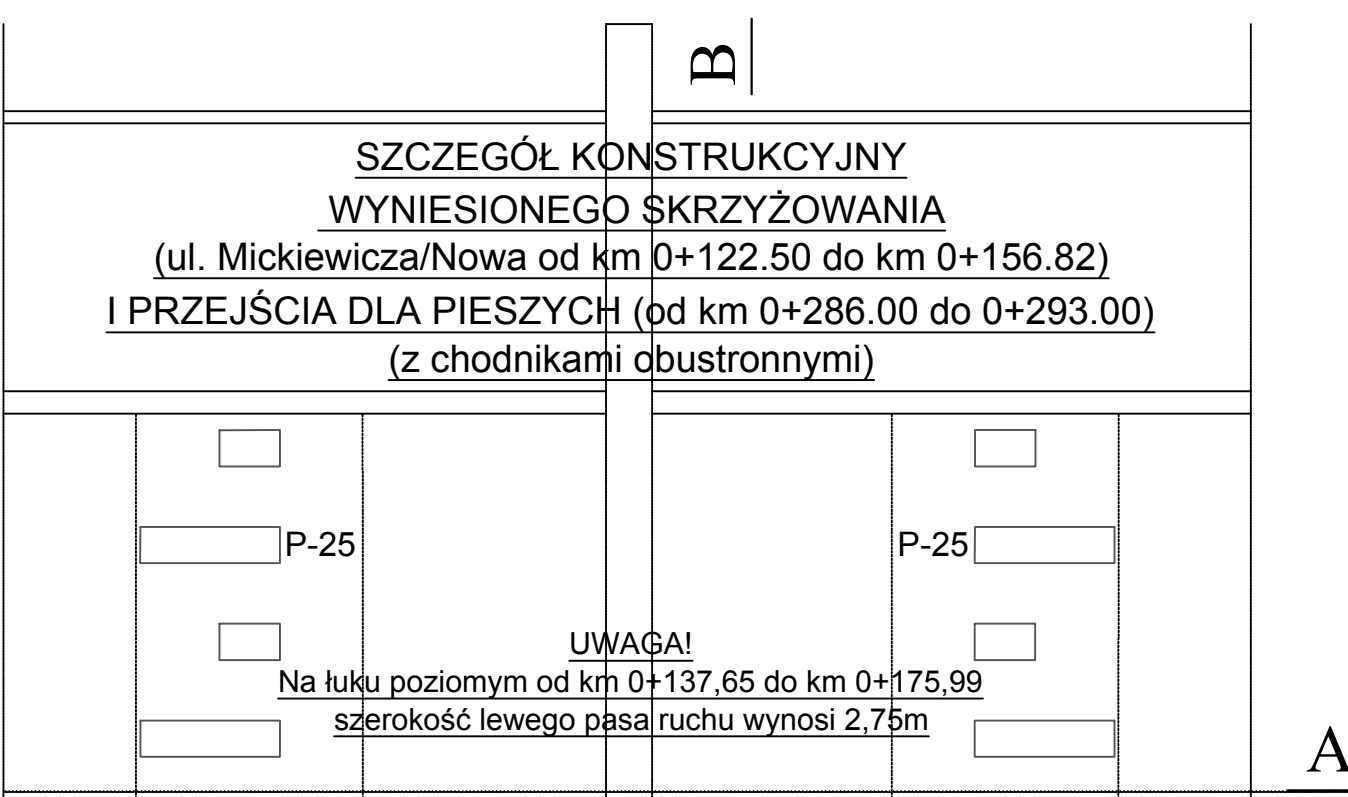 B
SZCZEGÓŁ KONSTRUKCYJNY
WYNIESIONEGO SKRZYŻOWANIA
(ul. Mickiewicza/Nowa od km 0+122.50 do km 0+156.82)
I PRZEJŚCIA DLA PIESZYCH (od km 0+286.00 do 0+293.00)
(z chodnikami obustronnymi)
P-25
P-25
UWAGA!
Na łuku poziomym od km 0+137,65 do km 0+175,99
szerokość lewego pasa ruchu wynosi 2,75m
A